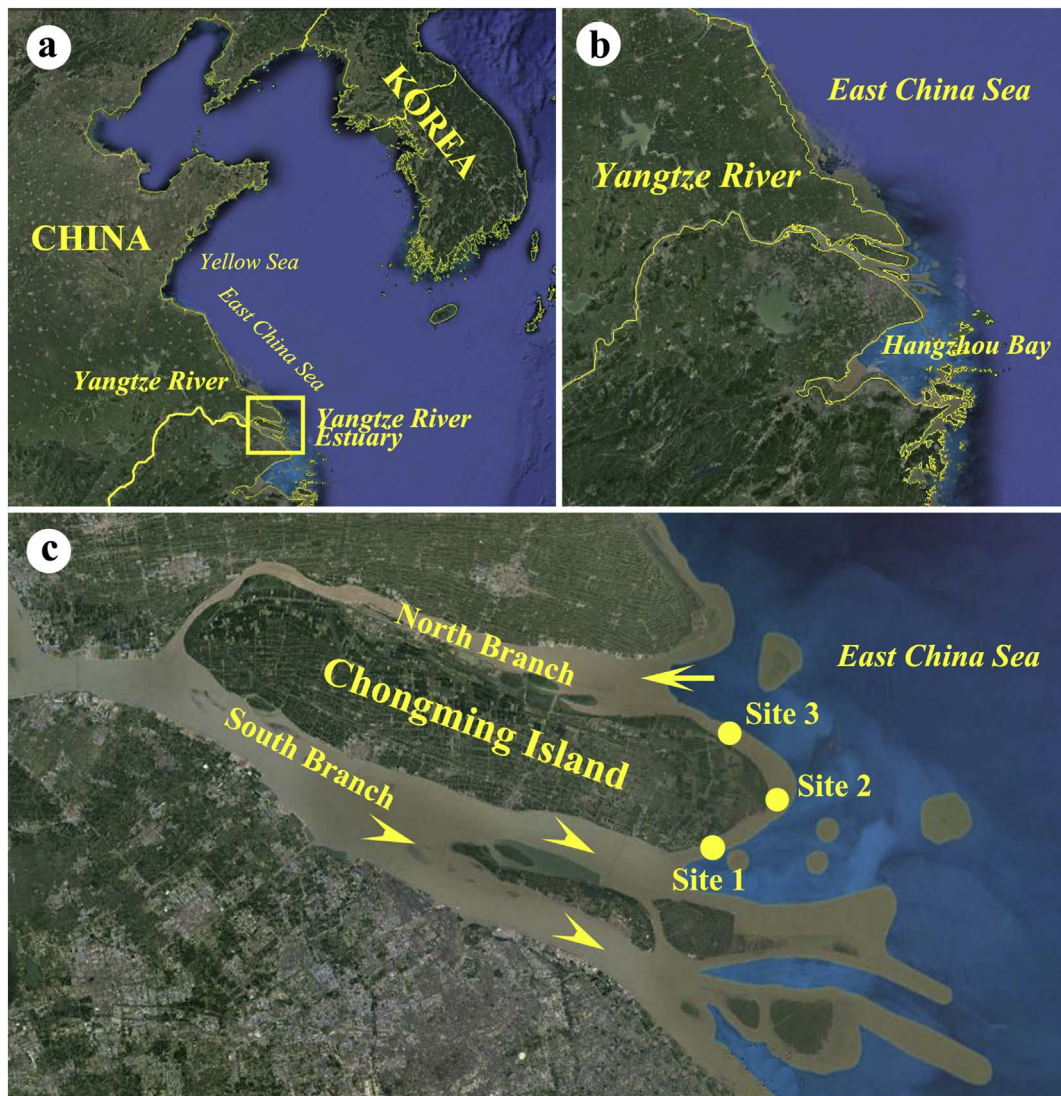 a
KOREA
CHINA
Yellow Sea
East China Sea
Yangtze River
Yangtze River
Estuary
b
East China Sea
Yangtze River
Hangzhou Bay
c
North Branch
East China Sea
Chongming Island
Site 3
South Branch
Site 2
Site 1